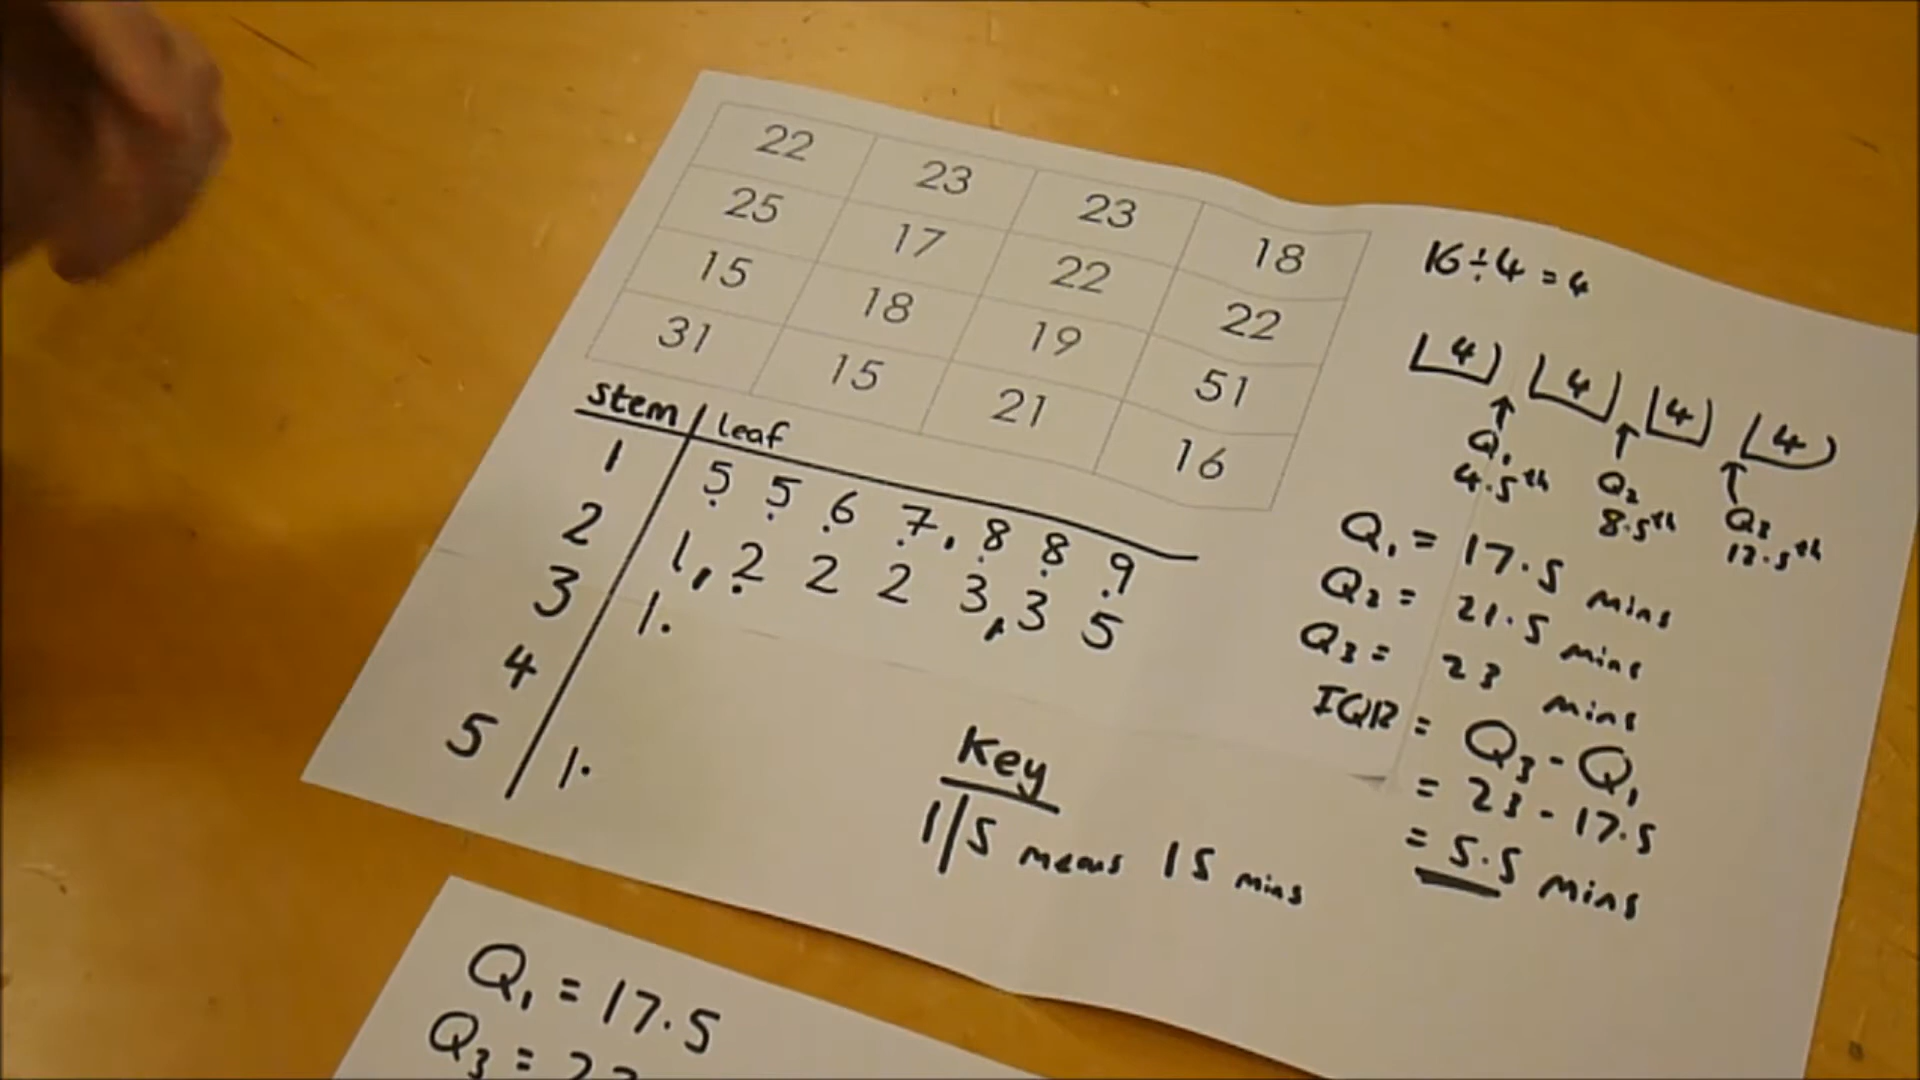 22 23 23 18
25 17 22 22
15 18 19 51
31 15 21 16
Stem Leaf
1 5 5 6 7 8 8 9
2 1 2 2 2 3 3 5
3 1
4
5 1
Key
1|5 means 15 mins
16 ÷ 4 = 4
4 4 4 4
Q1 Q2 Q3
4.5th 8.5th 12.5th
Q1 = 17.5 mins
Q2 = 21.5 mins
Q3 = 23 mins
IQR = Q3 - Q1
= 23 - 17.5
= 5.5 mins
Q1 = 17.5
Q3 = 23